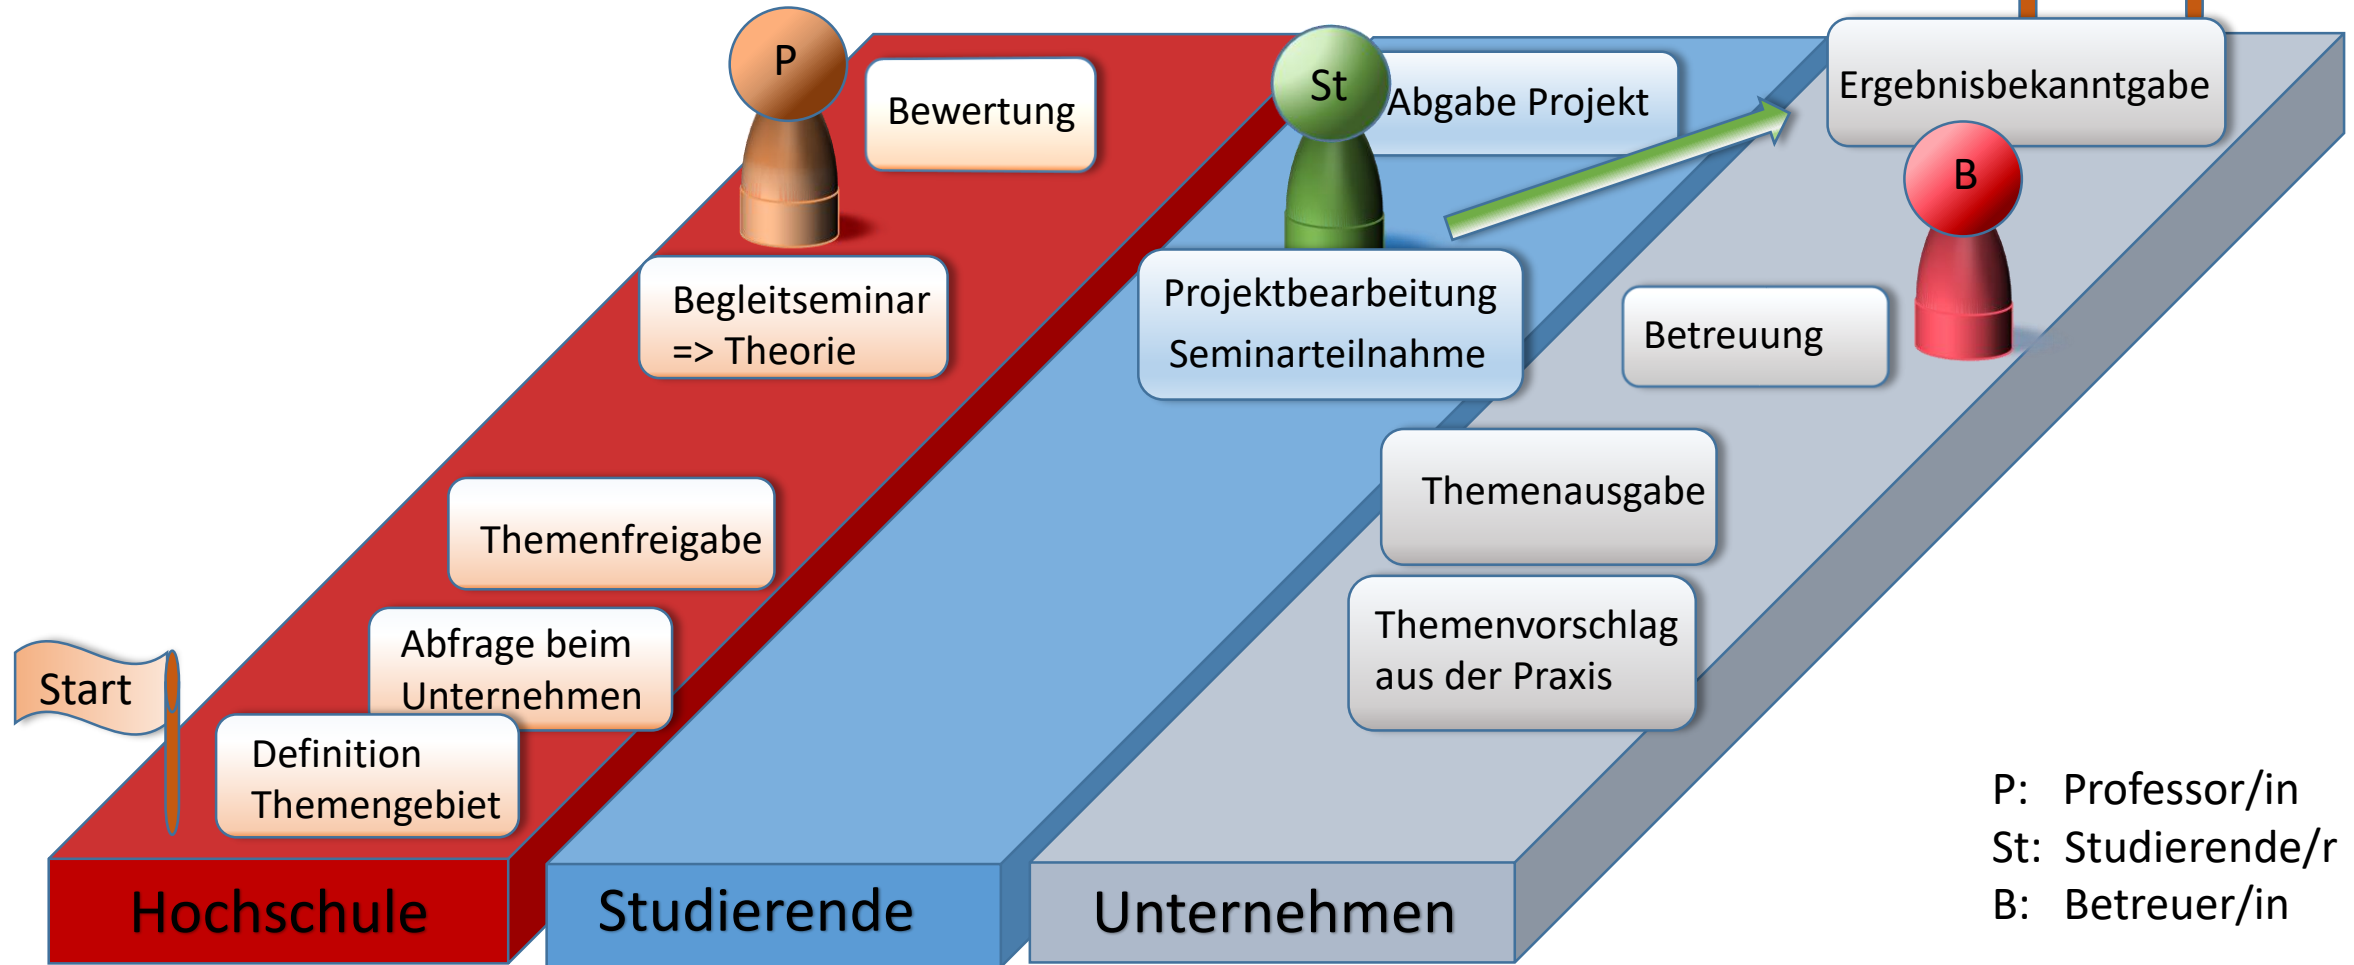 P
Bewertung
St
Abgabe Projekt
Ergebnisbekanntgabe
B
Begleitseminar
=> Theorie
Projektbearbeitung
Seminarteilnahme
Betreuung
Themenfreigabe
Themenausgabe
Abfrage beim
Unternehmen
Themenvorschlag
aus der Praxis
Start
Definition
Themengebiet
P: Professor/in
St: Studierende/r
B: Betreuer/in
Hochschule
Studierende
Unternehmen